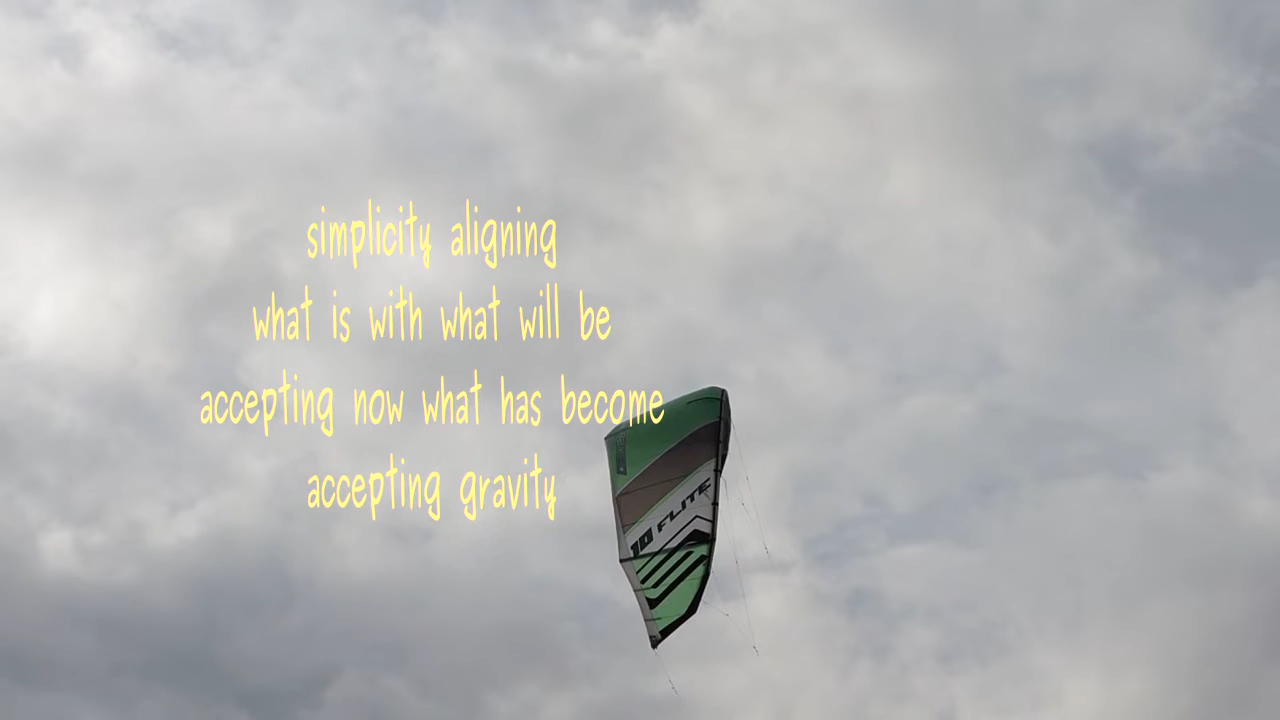 simplicity aligning
what is with what will be
accepting now what has become
accepting gravity
10 FLITE